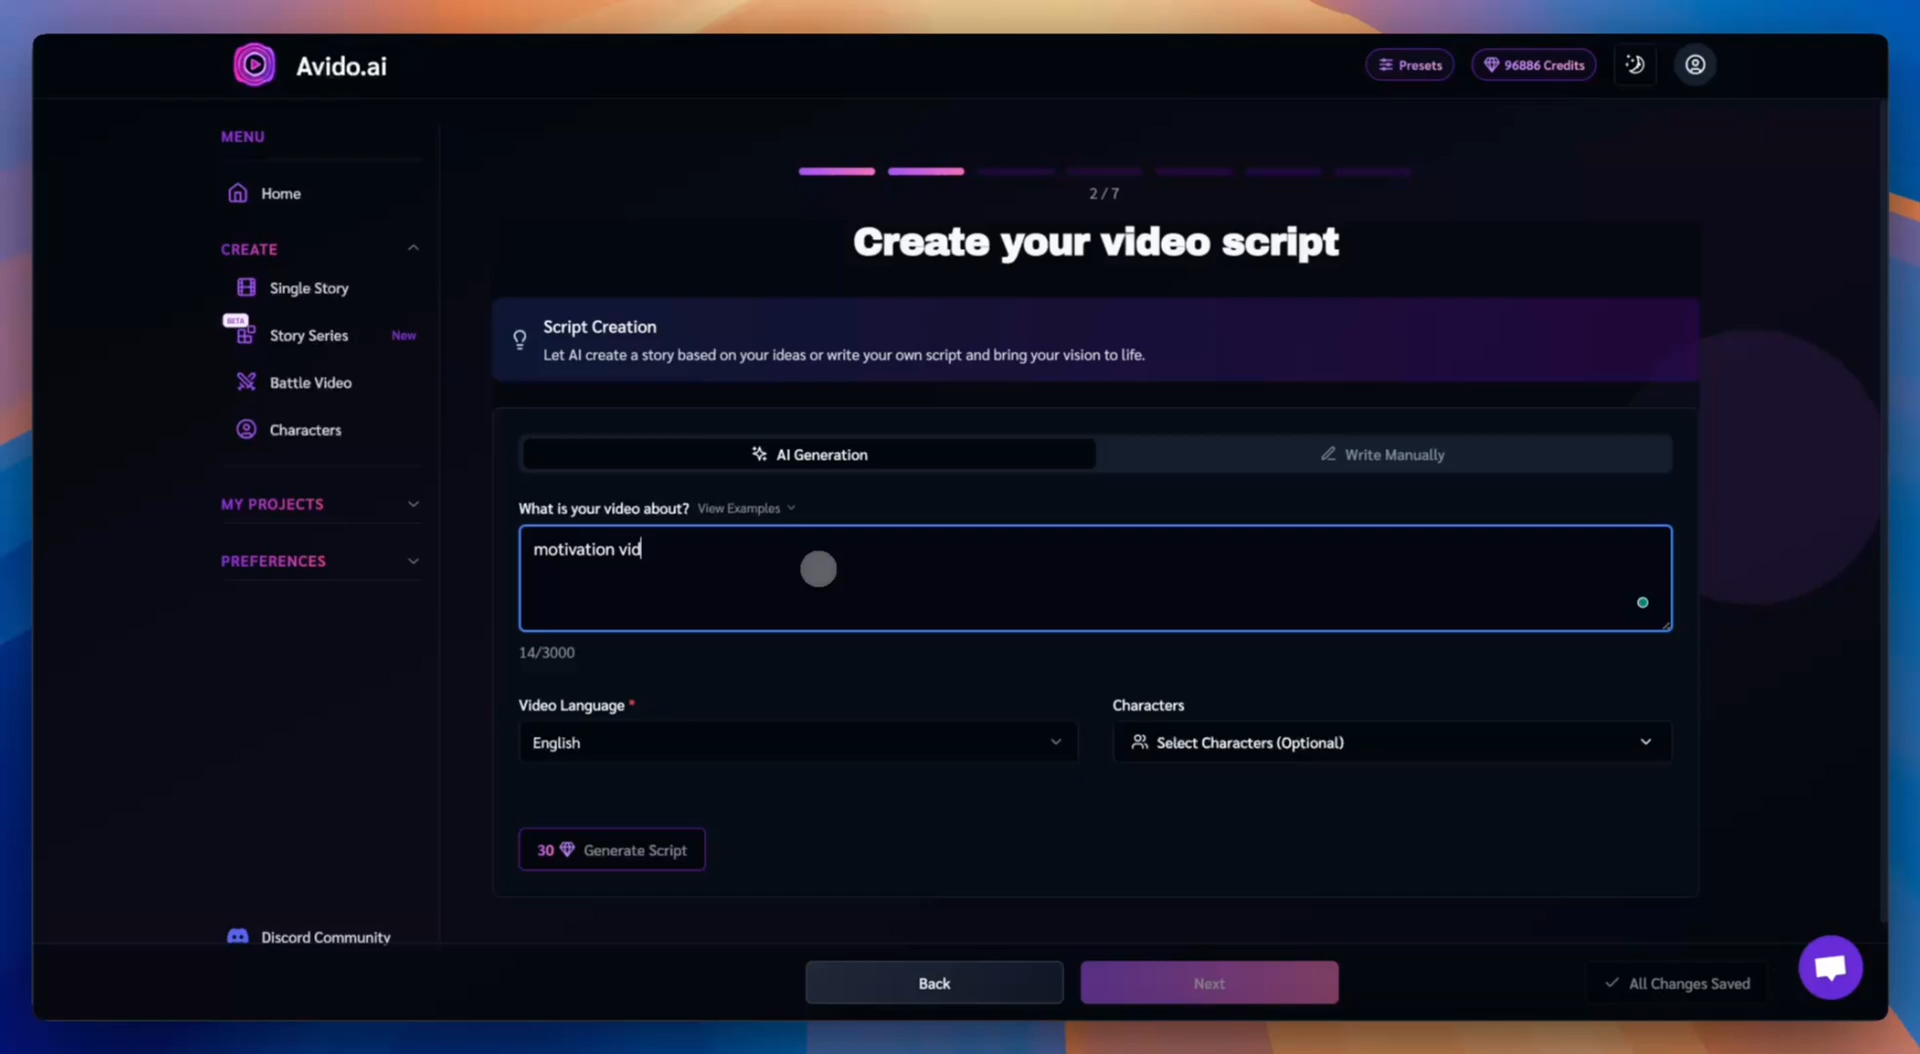 Avido.ai
Presets
96886 Credits
MENU
Home
CREATE
Single Story
BETA
Story Series New
Battle Video
Characters
MY PROJECTS
PREFERENCES
Discord Community
2 / 7
Create your video script
Script Creation
Let AI create a story based on your ideas or write your own script and bring your vision to life.
AI Generation
Write Manually
What is your video about? View Examples
motivation vid
14/3000
Video Language *
English
Characters
Select Characters (Optional)
30 Generate Script
Back
Next
All Changes Saved